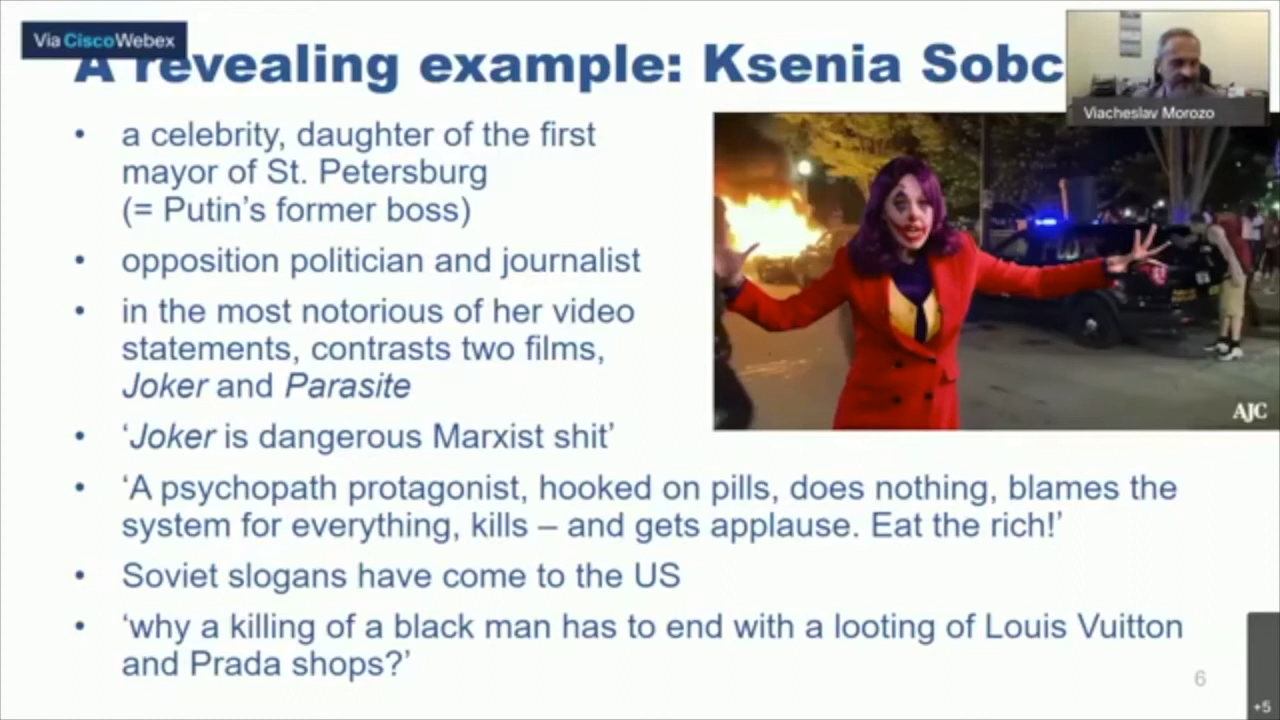 Via CiscoWebex
A revealing example: Ksenia Sobc
Viacheslav Morozo
• a celebrity, daughter of the first
mayor of St. Petersburg
(= Putin’s former boss)
• opposition politician and journalist
• in the most notorious of her video
statements, contrasts two films,
Joker and Parasite
AJC
• ‘Joker is dangerous Marxist shit’
• ‘A psychopath protagonist, hooked on pills, does nothing, blames the
system for everything, kills – and gets applause. Eat the rich!’
• Soviet slogans have come to the US
• ‘why a killing of a black man has to end with a looting of Louis Vuitton
and Prada shops?’
6
+5